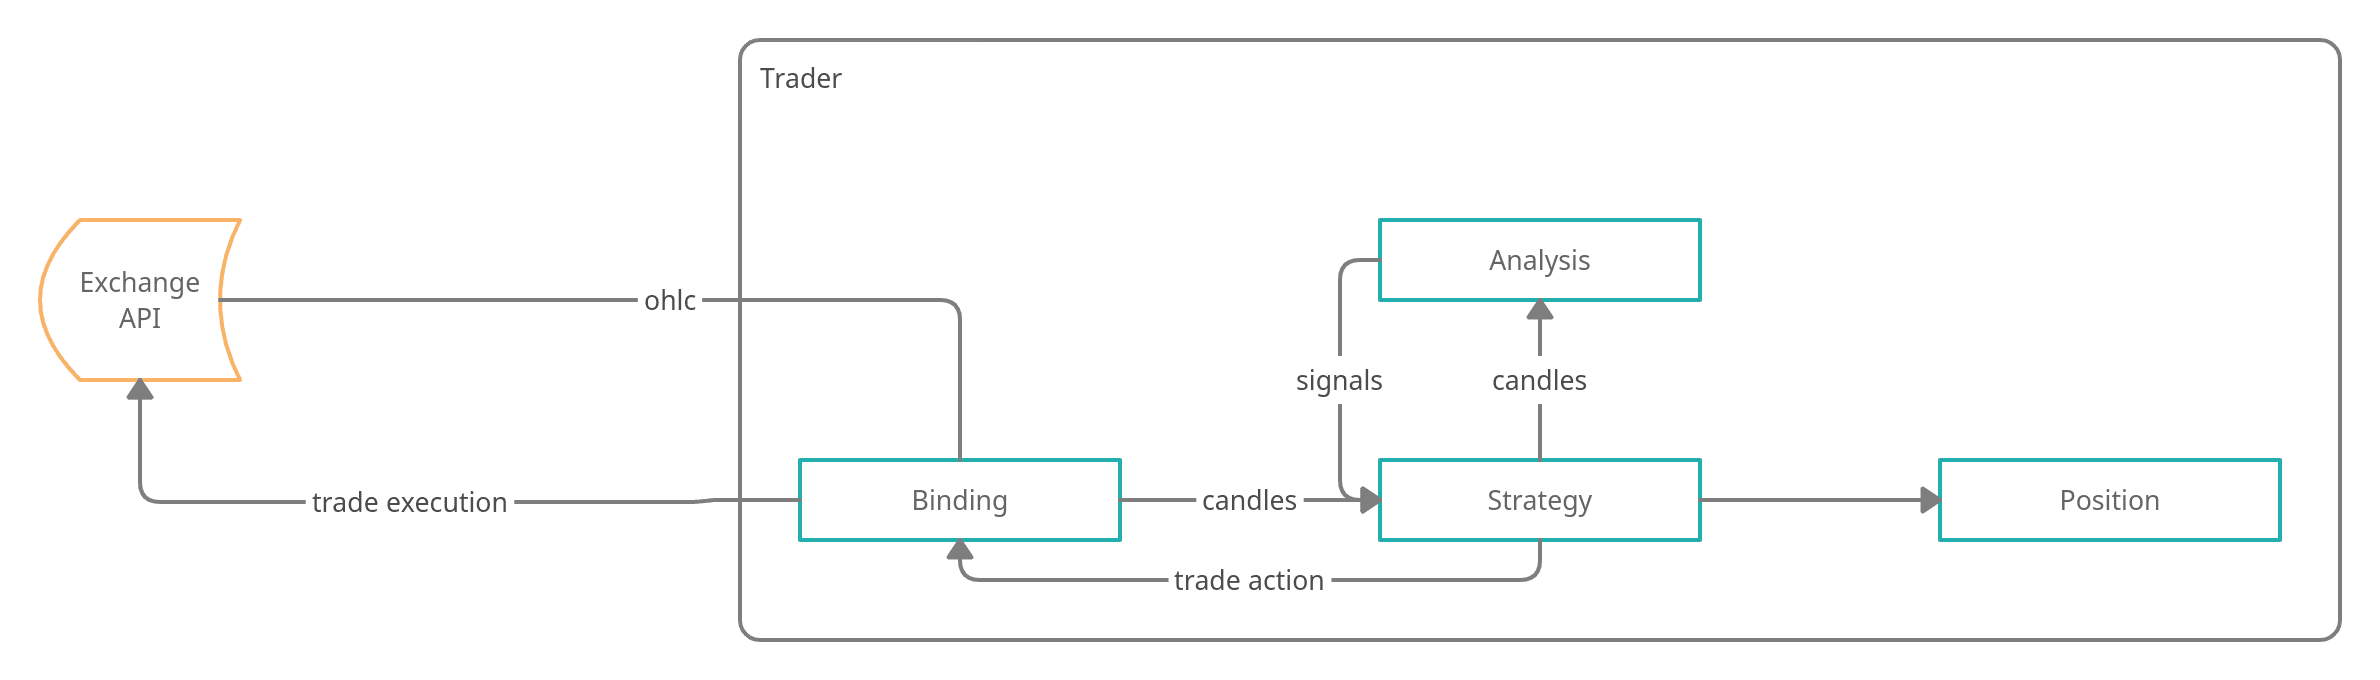 Trader
Analysis
Exchange
API
ohlc
signals
candles
Binding
candles
Strategy
Position
trade execution
trade action